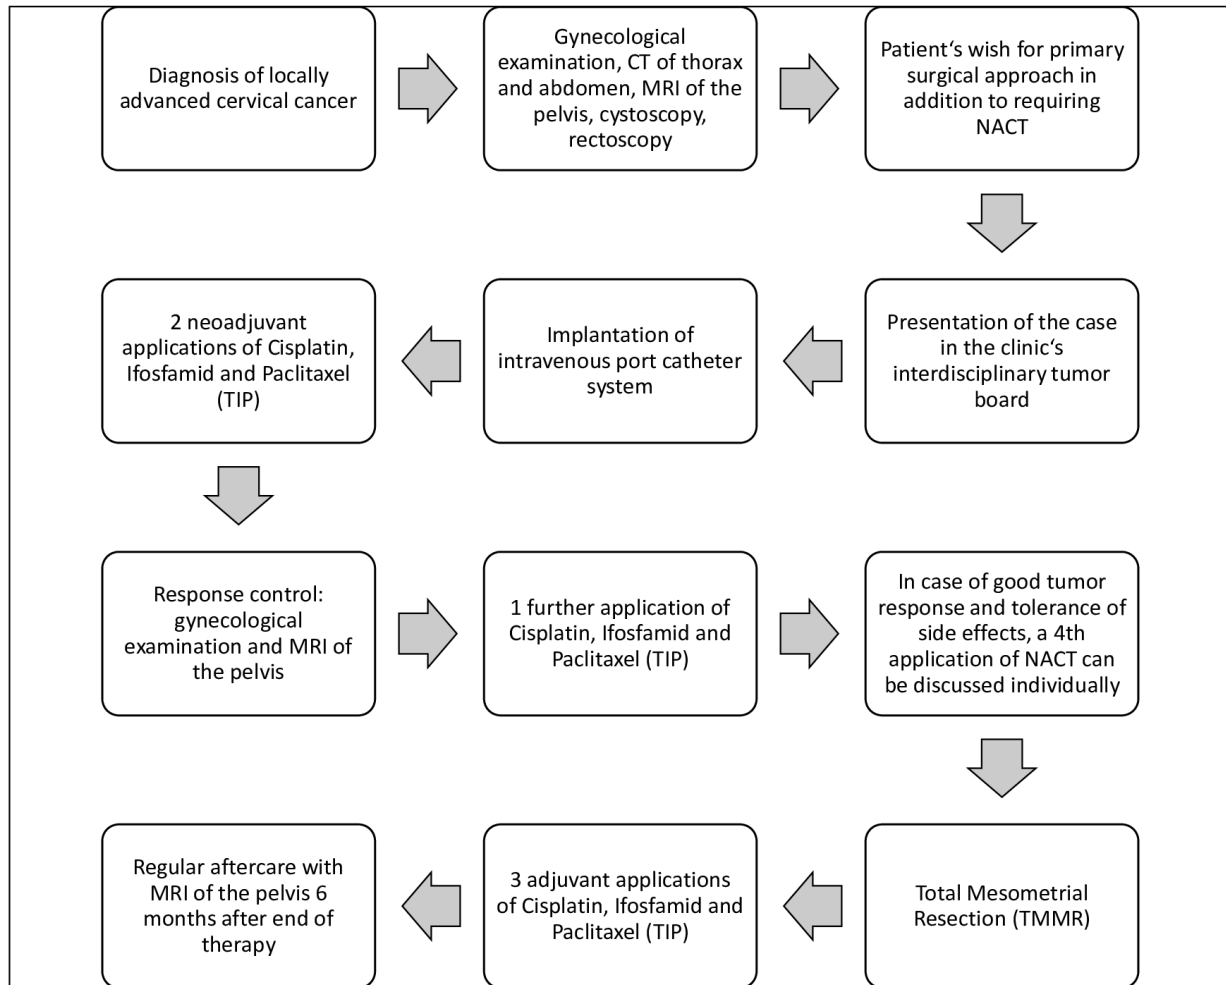 Diagnosis of locally
advanced cervical cancer
Gynecological
examination, CT of thorax
and abdomen, MRI of the
pelvis, cystoscopy,
rectoscopy
Patient‘s wish for primary
surgical approach in
addition to requiring
NACT
Presentation of the case
in the clinic‘s
interdisciplinary tumor
board
Implantation of
intravenous port catheter
system
2 neoadjuvant
applications of Cisplatin,
Ifosfamid and Paclitaxel
(TIP)
Response control:
gynecological
examination and MRI of
the pelvis
1 further application of
Cisplatin, Ifosfamid and
Paclitaxel (TIP)
In case of good tumor
response and tolerance of
side effects, a 4th
application of NACT can
be discussed individually
Total Mesometrial
Resection (TMMR)
3 adjuvant applications
of Cisplatin, Ifosfamid and
Paclitaxel (TIP)
Regular aftercare with
MRI of the pelvis 6
months after end of
therapy